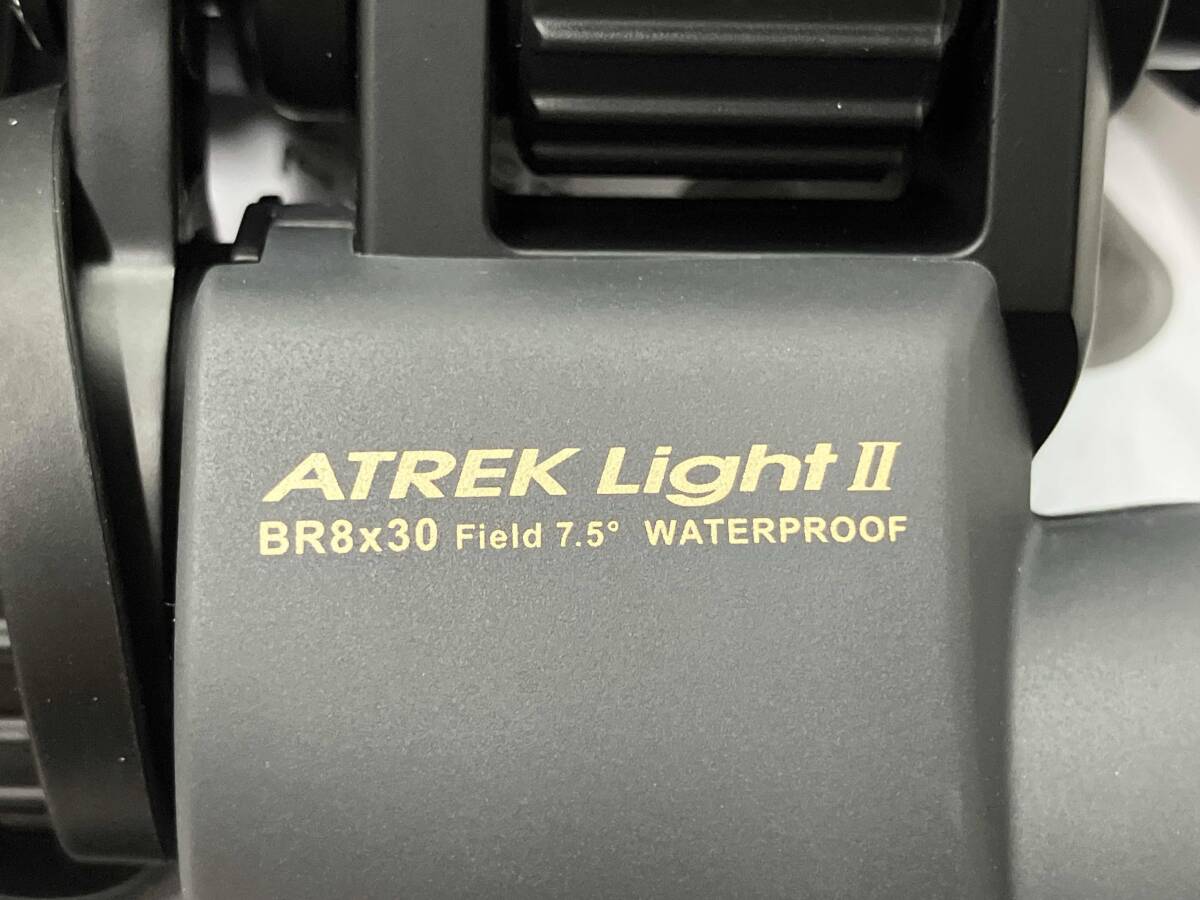 ATREK Light II
BR8x30 Field 7.5° WATERPROOF